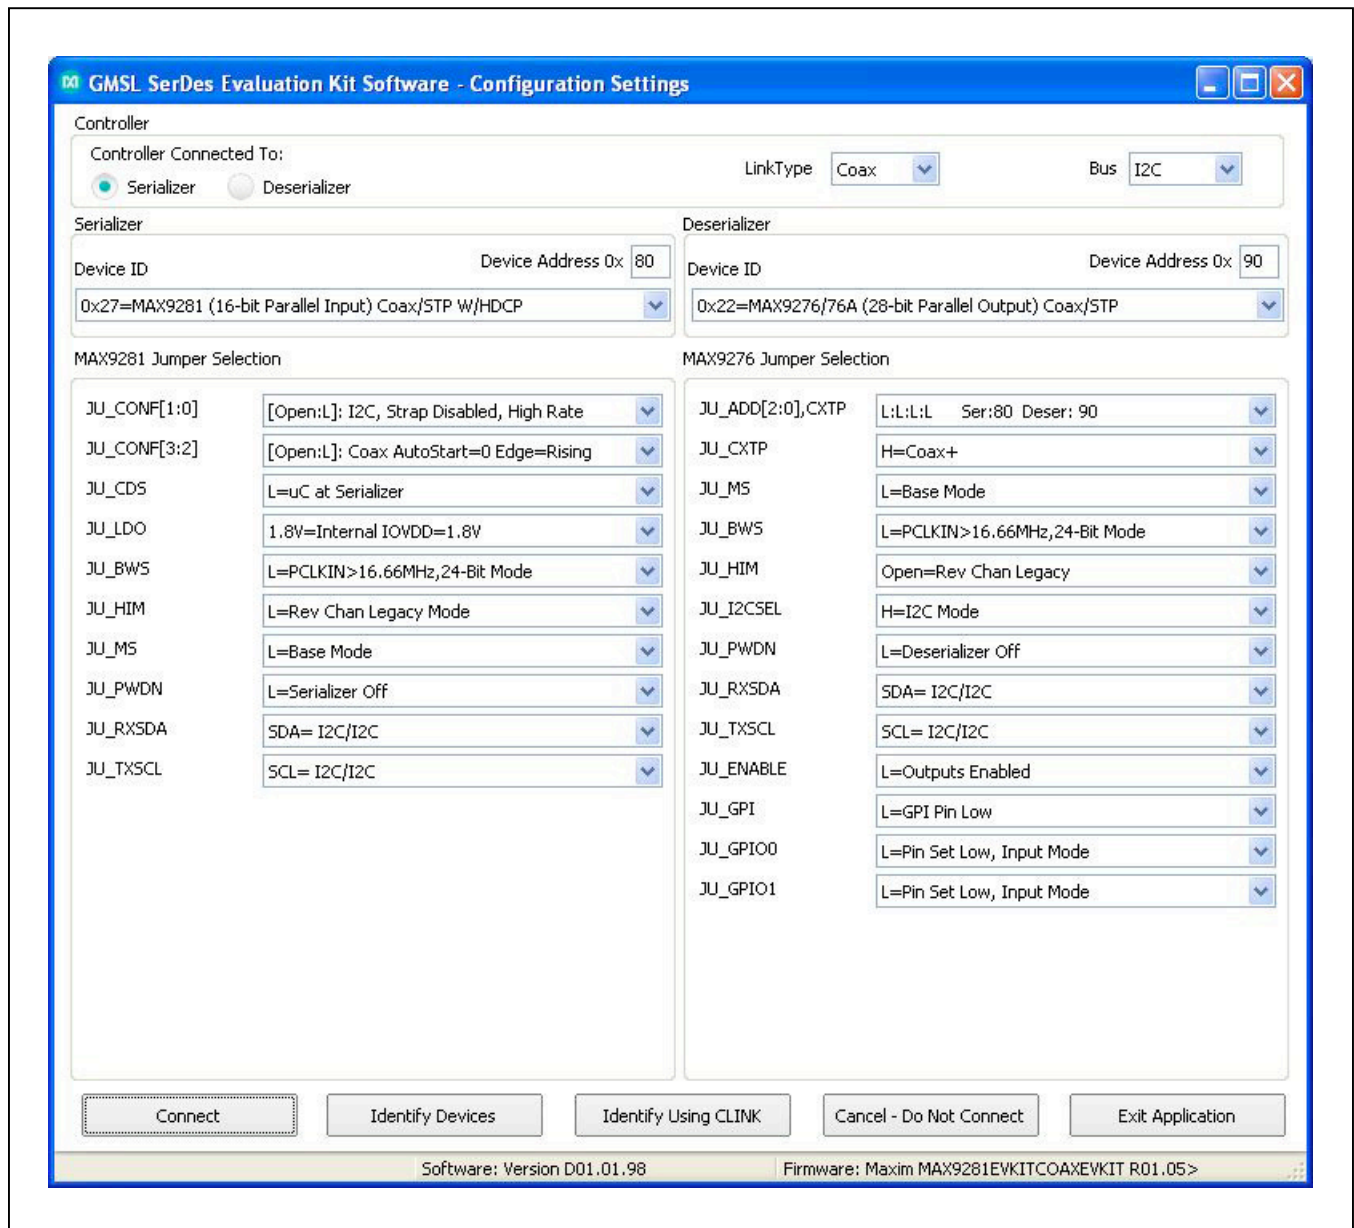 GMSL SerDes Evaluation Kit Software - Configuration Settings
Controller
Controller Connected To:
Serializer Deserializer
LinkType Coax
Bus I2C
Serializer
Device ID
Device Address 0x 80
0x27=MAX9281 (16-bit Parallel Input) Coax/STP W/HDCP
Deserializer
Device ID
Device Address 0x 90
0x22=MAX9276/76A (28-bit Parallel Output) Coax/STP
MAX9281 Jumper Selection
JU_CONF[1:0] [Open:L]: I2C, Strap Disabled, High Rate
JU_CONF[3:2] [Open:L]: Coax AutoStart=0 Edge=Rising
JU_CDS L=uC at Serializer
JU_LDO 1.8V=Internal IOVDD=1.8V
JU_BWS L=PCLKIN>16.66MHz,24-Bit Mode
JU_HIM L=Rev Chan Legacy Mode
JU_MS L=Base Mode
JU_PWDN L=Serializer Off
JU_RXSDA SDA= I2C/I2C
JU_TXSCL SCL= I2C/I2C
MAX9276 Jumper Selection
JU_ADD[2:0],CXTP L:L:L:L Ser:80 Deser: 90
JU_CXTP H=Coax+
JU_MS L=Base Mode
JU_BWS L=PCLKIN>16.66MHz,24-Bit Mode
JU_HIM Open=Rev Chan Legacy
JU_I2CSEL H=I2C Mode
JU_PWDN L=Deserializer Off
JU_RXSDA SDA= I2C/I2C
JU_TXSCL SCL= I2C/I2C
JU_ENABLE L=Outputs Enabled
JU_GPI L=GPI Pin Low
JU_GPIO0 L=Pin Set Low, Input Mode
JU_GPIO1 L=Pin Set Low, Input Mode
Connect Identify Devices Identify Using CLINK Cancel - Do Not Connect Exit Application
Software: Version D01.01.98 Firmware: Maxim MAX9281EVKITCOAXEVKIT R01.05>